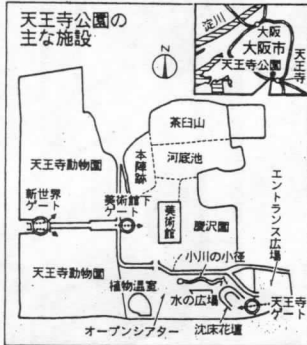 天王寺公園の
主な施設
N
淀川
大阪
大阪市
天王寺公園
天王寺
茶臼山
本陣跡
河底池
天王寺動物園
新世界
ゲート
美術館下
ゲート
美術館
慶沢園
エントランス広場
小川の小径
天王寺動物園
植物温室
水の広場
天王寺
ゲート
オープンシアター
沈床花壇